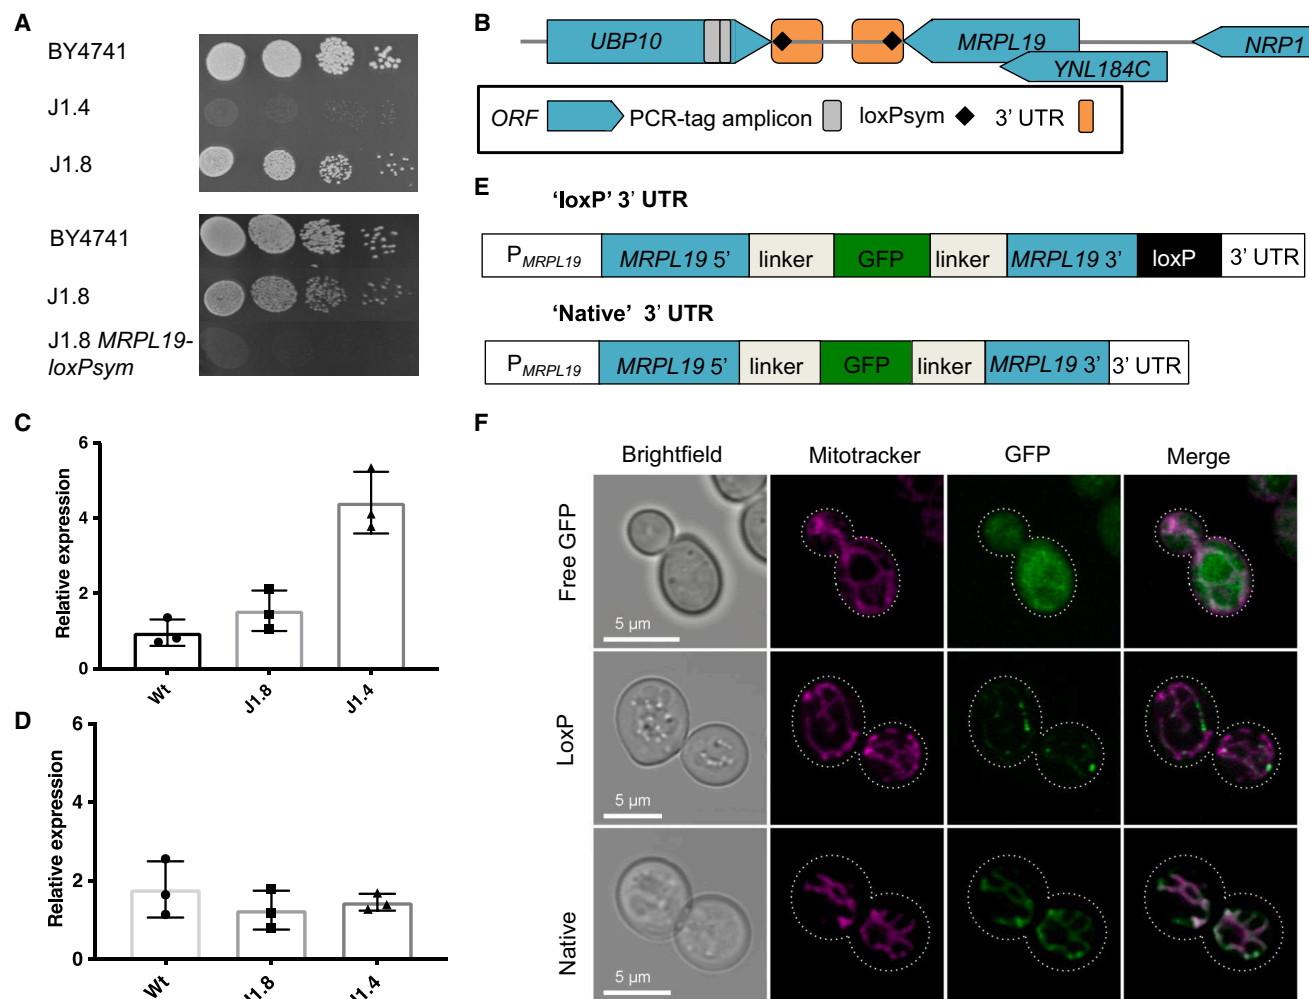 A
BY4741
J1.4
J1.8
BY4741
J1.8
J1.8 MRPL19-
loxPsym
B
UBP10
MRPL19
NRP1
YNL184C
ORF
PCR-tag amplicon
loxPsym
3' UTR
C
Relative expression
6
4
2
0
Wt
J1.8
J1.4
D
Relative expression
6
4
2
0
Wt
J1.8
J1.4
E
‘loxP’ 3’ UTR
PMRPL19
MRPL19 5’
linker
GFP
linker
MRPL19 3’
loxP
3’ UTR
‘Native’ 3’ UTR
PMRPL19
MRPL19 5’
linker
GFP
linker
MRPL19 3’
3’ UTR
F
Brightfield
Mitotracker
GFP
Merge
Free GFP
5 µm
LoxP
5 µm
Native
5 µm